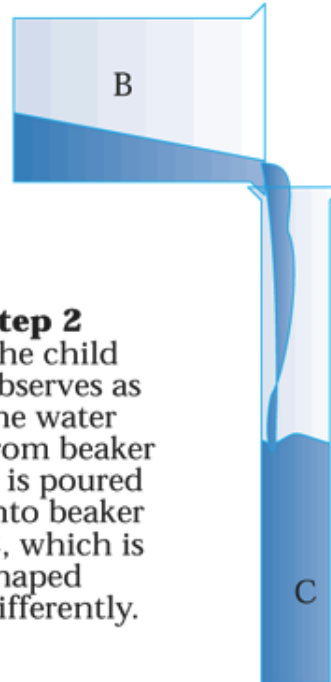 B
tep 2
he child
bserves as
he water
rom beaker
is poured
nto beaker
, which is
haped
ifferently.
C